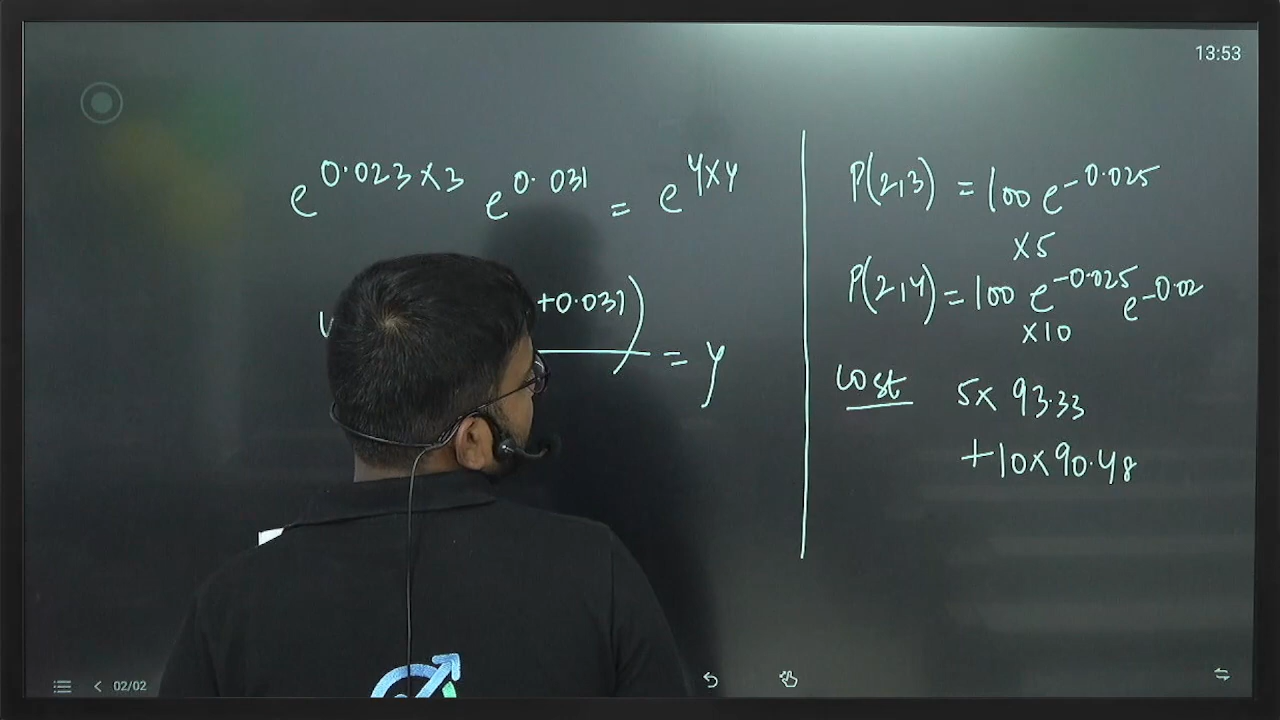 13:53
e^0.023×3 e^0.031 = e^y×4
+0.031)
= y
P(2,3) = 100 e^-0.025
×5
P(2,4) = 100 e^-0.025 e^-0.02
×10
Cost 5× 93.33
+10×90.48
02/02